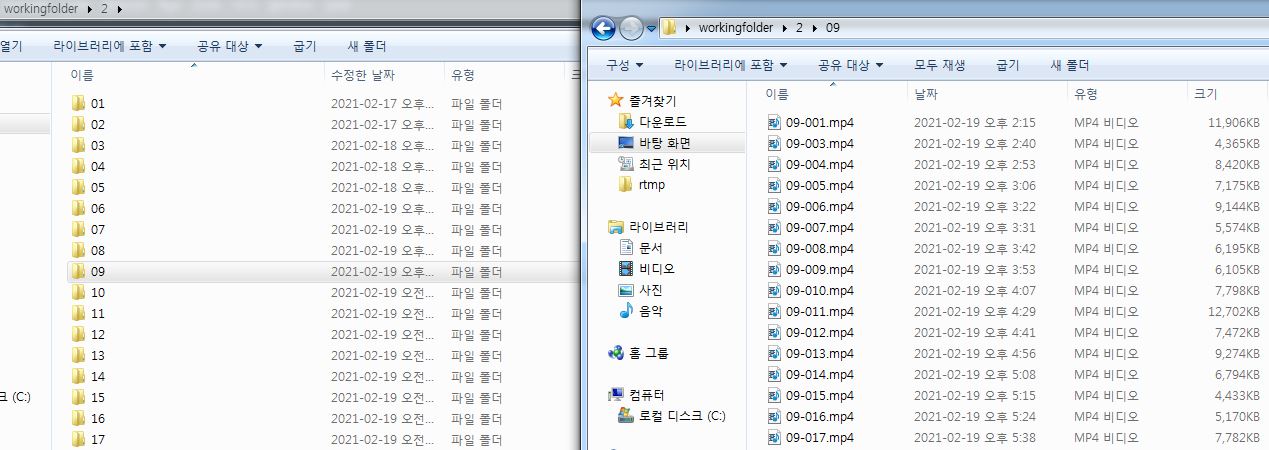 workingfolder 2
열기 라이브러리에 포함 공유 대상 굽기 새 폴더
이름 수정한 날짜 유형 크
01 2021-02-17 오후... 파일 폴더
02 2021-02-17 오후... 파일 폴더
03 2021-02-18 오후... 파일 폴더
04 2021-02-18 오후... 파일 폴더
05 2021-02-18 오후... 파일 폴더
06 2021-02-19 오후... 파일 폴더
07 2021-02-19 오후... 파일 폴더
08 2021-02-19 오후... 파일 폴더
09 2021-02-19 오후... 파일 폴더
10 2021-02-19 오전... 파일 폴더
11 2021-02-19 오전... 파일 폴더
12 2021-02-19 오전... 파일 폴더
13 2021-02-19 오전... 파일 폴더
14 2021-02-19 오전... 파일 폴더
15 2021-02-19 오전... 파일 폴더
16 2021-02-19 오전... 파일 폴더
17 2021-02-19 오전... 파일 폴더
크 (C:)
workingfolder 2 09
구성 라이브러리에 포함 공유 대상 모두 재생 굽기 새 폴더
즐겨찾기
다운로드
바탕 화면
최근 위치
rtmp
라이브러리
문서
비디오
사진
음악
홈 그룹
컴퓨터
로컬 디스크 (C:)
이름 날짜 유형 크기
09-001.mp4 2021-02-19 오후 2:15 MP4 비디오 11,906KB
09-003.mp4 2021-02-19 오후 2:40 MP4 비디오 4,365KB
09-004.mp4 2021-02-19 오후 2:53 MP4 비디오 8,420KB
09-005.mp4 2021-02-19 오후 3:06 MP4 비디오 7,175KB
09-006.mp4 2021-02-19 오후 3:22 MP4 비디오 9,144KB
09-007.mp4 2021-02-19 오후 3:31 MP4 비디오 5,574KB
09-008.mp4 2021-02-19 오후 3:42 MP4 비디오 6,195KB
09-009.mp4 2021-02-19 오후 3:53 MP4 비디오 6,105KB
09-010.mp4 2021-02-19 오후 4:07 MP4 비디오 7,798KB
09-011.mp4 2021-02-19 오후 4:29 MP4 비디오 12,702KB
09-012.mp4 2021-02-19 오후 4:41 MP4 비디오 7,472KB
09-013.mp4 2021-02-19 오후 4:56 MP4 비디오 9,274KB
09-014.mp4 2021-02-19 오후 5:08 MP4 비디오 6,794KB
09-015.mp4 2021-02-19 오후 5:15 MP4 비디오 4,433KB
09-016.mp4 2021-02-19 오후 5:24 MP4 비디오 5,170KB
09-017.mp4 2021-02-19 오후 5:38 MP4 비디오 7,782KB